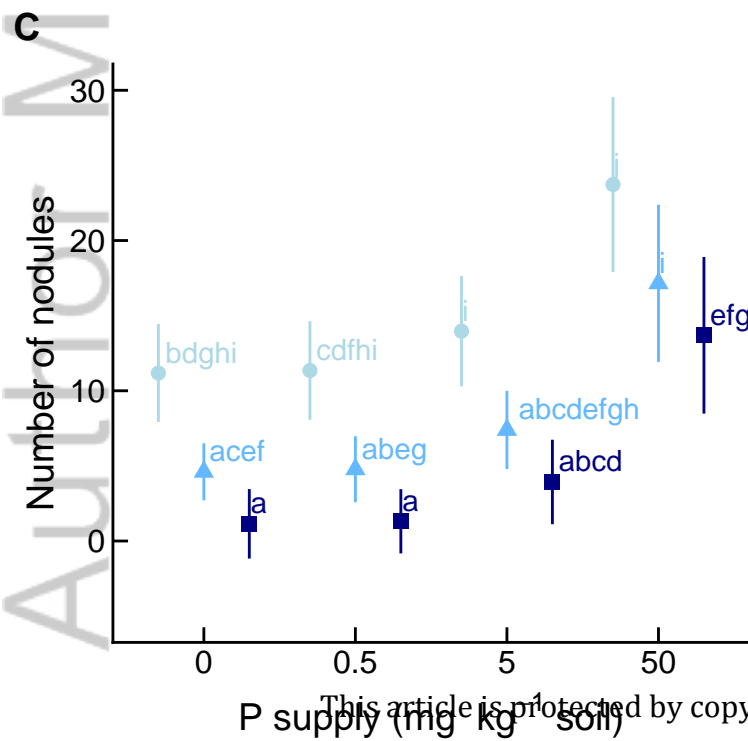 C
Author M
Number of nodules
30
20
10
0
j
j
i
efg
bdghi
cdfhi
acef
abeg
abcdefgh
abcd
a
a
0 0.5 5 50
P supply (mg kg⁻¹ soil)
This article is protected by copy